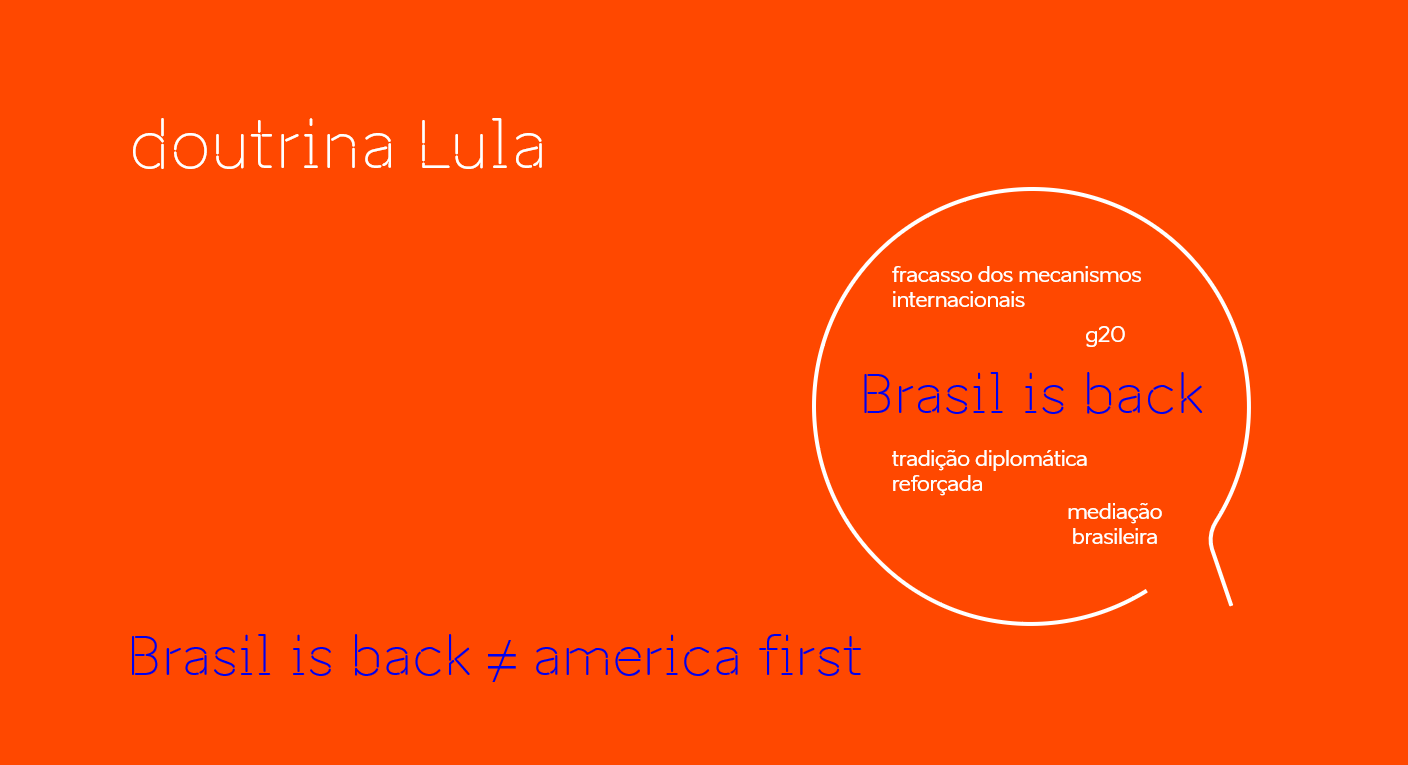 doutrina Lula
fracasso dos mecanismos
internacionais
g20
Brasil is back
tradição diplomática
reforçada
mediação
brasileira
Brasil is back ≠ america first